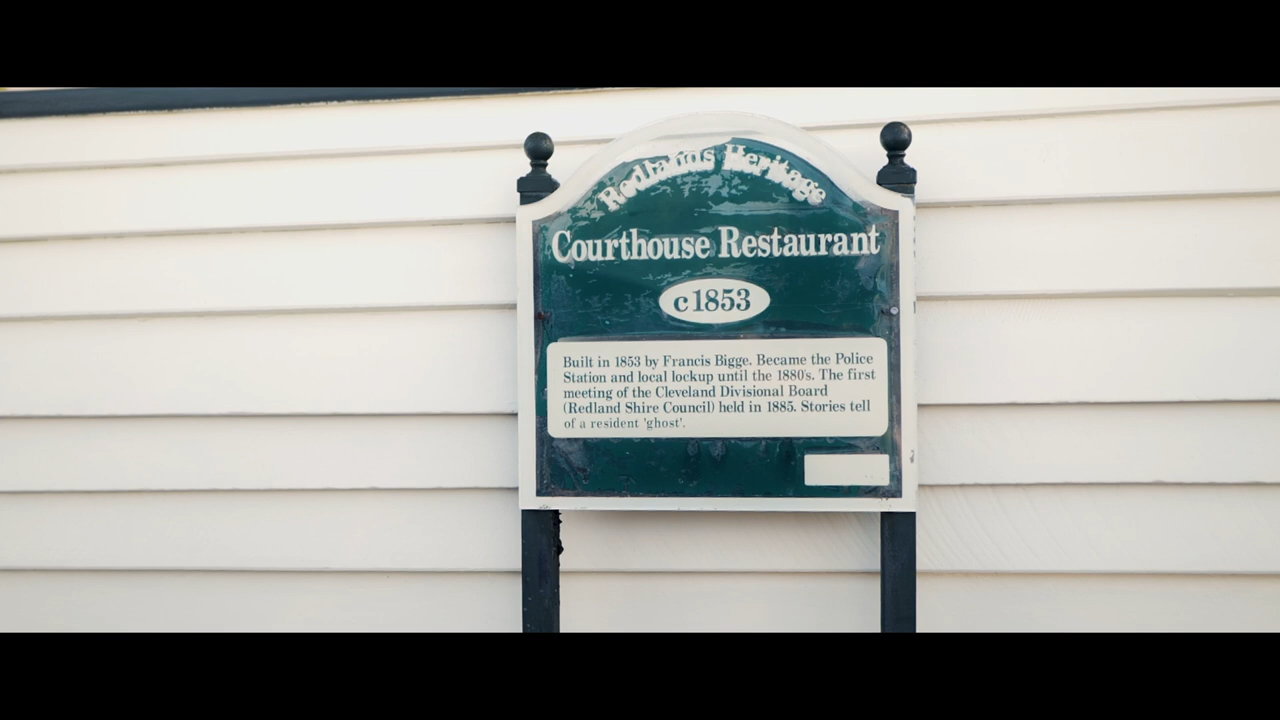 Redlands Heritage
Courthouse Restaurant
c1853
Built in 1853 by Francis Bigge. Became the Police
Station and local lockup until the 1880's. The first
meeting of the Cleveland Divisional Board
(Redland Shire Council) held in 1885. Stories tell
of a resident 'ghost'.